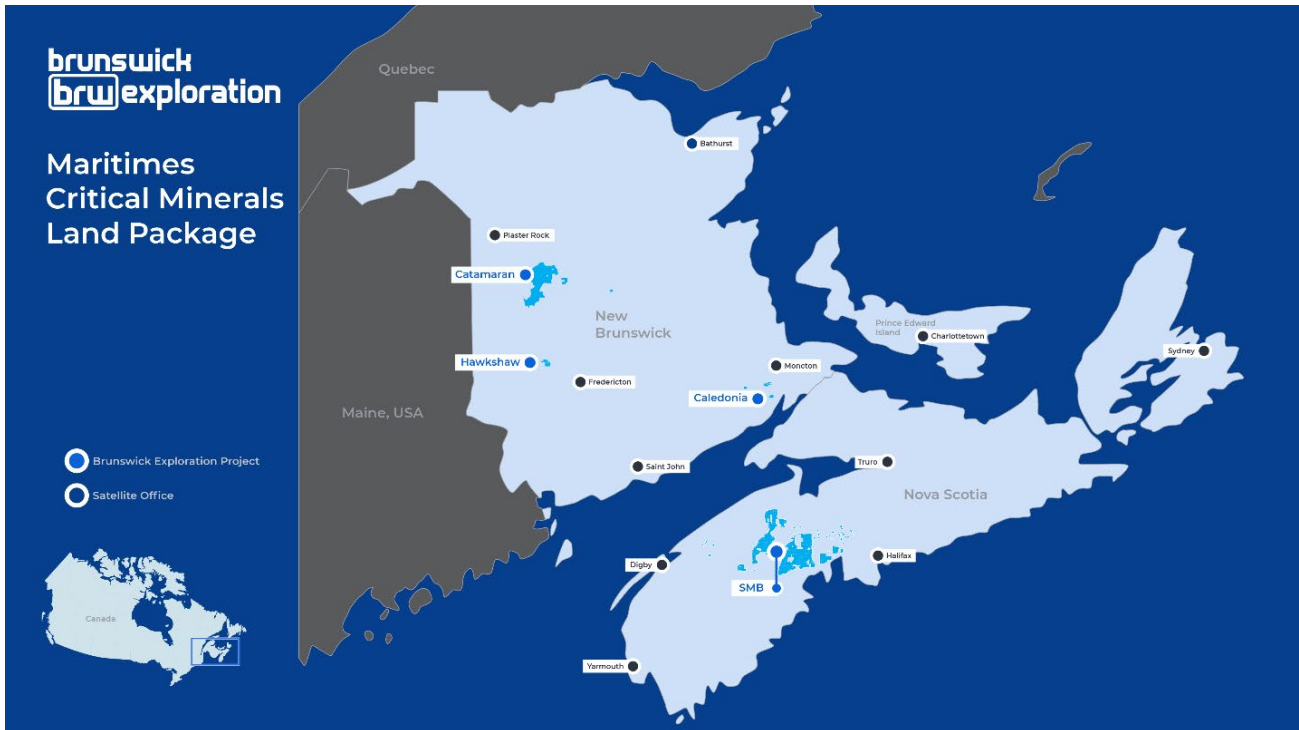 brunswick
brw exploration
Maritimes
Critical Minerals
Land Package
Quebec
Bathurst
Plaster Rock
Catamaran
New
Brunswick
Prince Edward
Island
Charlottetown
Sydney
Hawkshaw
Moncton
Fredericton
Caledonia
Maine, USA
Saint John
Truro
Nova Scotia
Halifax
Digby
SMB
Yarmouth
Brunswick Exploration Project
Satellite Office
Canada